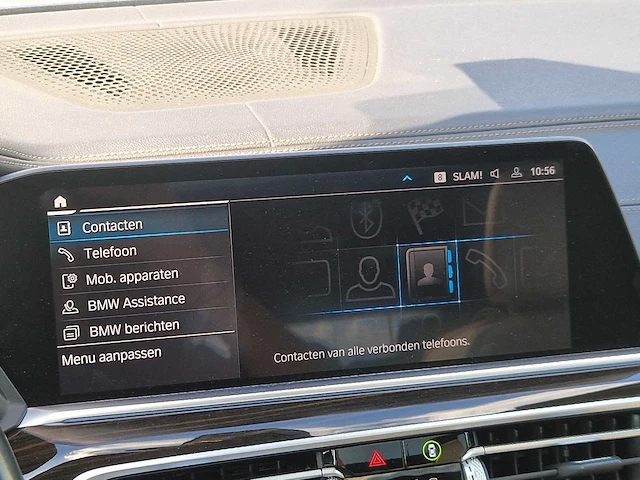 8 SLAM! 10:56
Contacten
Telefoon
Mob. apparaten
BMW Assistance
BMW berichten
Menu aanpassen
Contacten van alle verbonden telefoons.